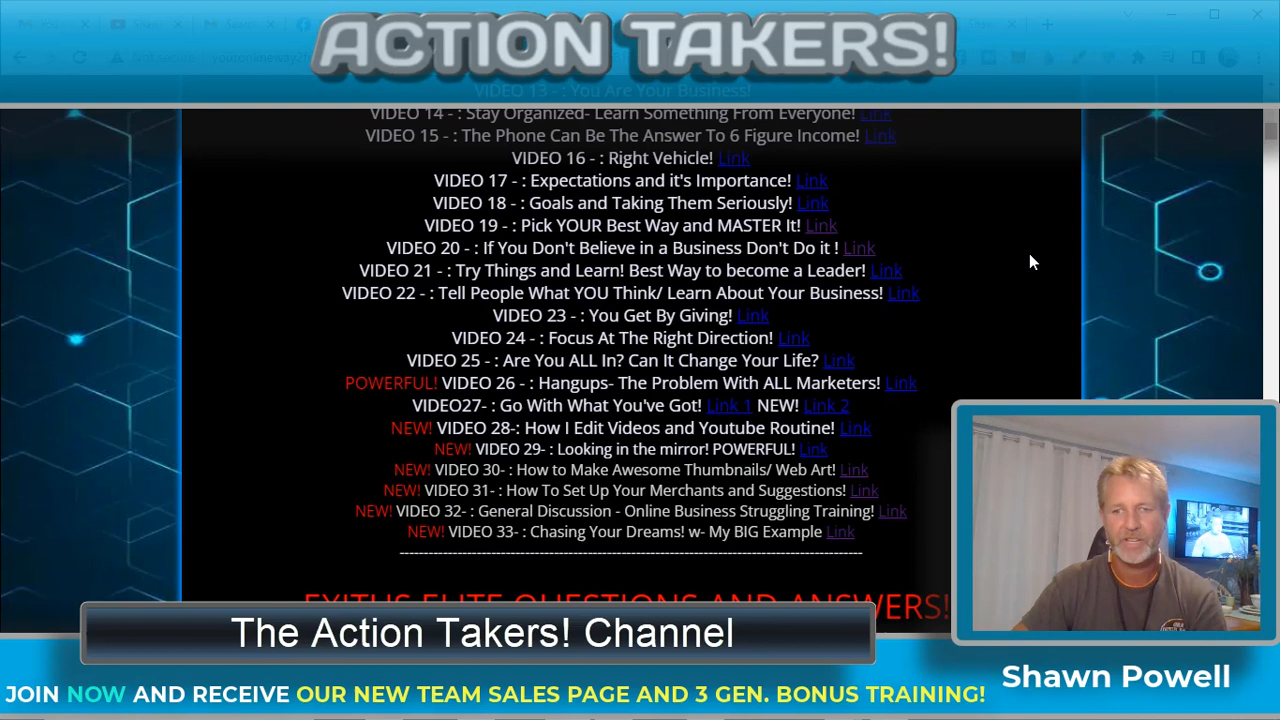 ACTION TAKERS!
VIDEO 13 - : You Are Your Business!
VIDEO 14 - : Stay Organized- Learn Something From Everyone! Link
VIDEO 15 - : The Phone Can Be The Answer To 6 Figure Income! Link
VIDEO 16 - : Right Vehicle! Link
VIDEO 17 - : Expectations and it's Importance! Link
VIDEO 18 - : Goals and Taking Them Seriously! Link
VIDEO 19 - : Pick YOUR Best Way and MASTER It! Link
VIDEO 20 - : If You Don't Believe in a Business Don't Do it ! Link
VIDEO 21 - : Try Things and Learn! Best Way to become a Leader! Link
VIDEO 22 - : Tell People What YOU Think/ Learn About Your Business! Link
VIDEO 23 - : You Get By Giving! Link
VIDEO 24 - : Focus At The Right Direction! Link
VIDEO 25 - : Are You ALL In? Can It Change Your Life? Link
POWERFUL! VIDEO 26 - : Hangups- The Problem With ALL Marketers! Link
VIDEO27- : Go With What You've Got! Link 1 NEW! Link 2
NEW! VIDEO 28-: How I Edit Videos and Youtube Routine! Link
NEW! VIDEO 29- : Looking in the mirror! POWERFUL! Link
NEW! VIDEO 30- : How to Make Awesome Thumbnails/ Web Art! Link
NEW! VIDEO 31- : How To Set Up Your Merchants and Suggestions! Link
NEW! VIDEO 32- : General Discussion - Online Business Struggling Training! Link
NEW! VIDEO 33- : Chasing Your Dreams! w- My BIG Example Link
EXITUS ELITE QUESTIONS AND ANSWERS!
The Action Takers! Channel
Shawn Powell
JOIN NOW AND RECEIVE OUR NEW TEAM SALES PAGE AND 3 GEN. BONUS TRAINING!